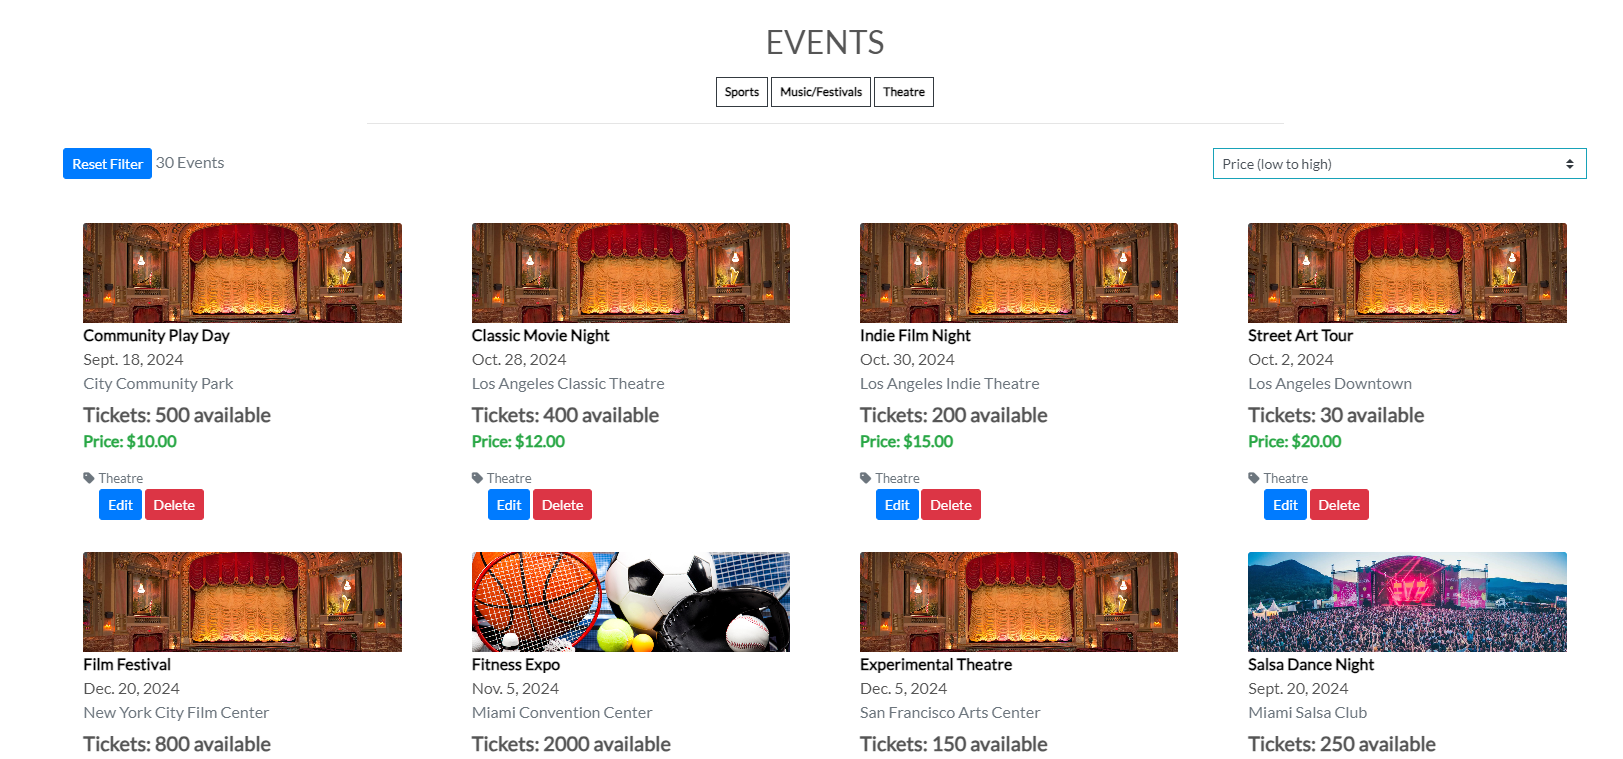 EVENTS
Sports Music/Festivals Theatre
Reset Filter 30 Events
Price (low to high)
Community Play Day
Sept. 18, 2024
City Community Park
Tickets: 500 available
Price: $10.00
Theatre
Edit Delete
Classic Movie Night
Oct. 28, 2024
Los Angeles Classic Theatre
Tickets: 400 available
Price: $12.00
Theatre
Edit Delete
Indie Film Night
Oct. 30, 2024
Los Angeles Indie Theatre
Tickets: 200 available
Price: $15.00
Theatre
Edit Delete
Street Art Tour
Oct. 2, 2024
Los Angeles Downtown
Tickets: 30 available
Price: $20.00
Theatre
Edit Delete
Film Festival
Dec. 20, 2024
New York City Film Center
Tickets: 800 available
Fitness Expo
Nov. 5, 2024
Miami Convention Center
Tickets: 2000 available
Experimental Theatre
Dec. 5, 2024
San Francisco Arts Center
Tickets: 150 available
Salsa Dance Night
Sept. 20, 2024
Miami Salsa Club
Tickets: 250 available